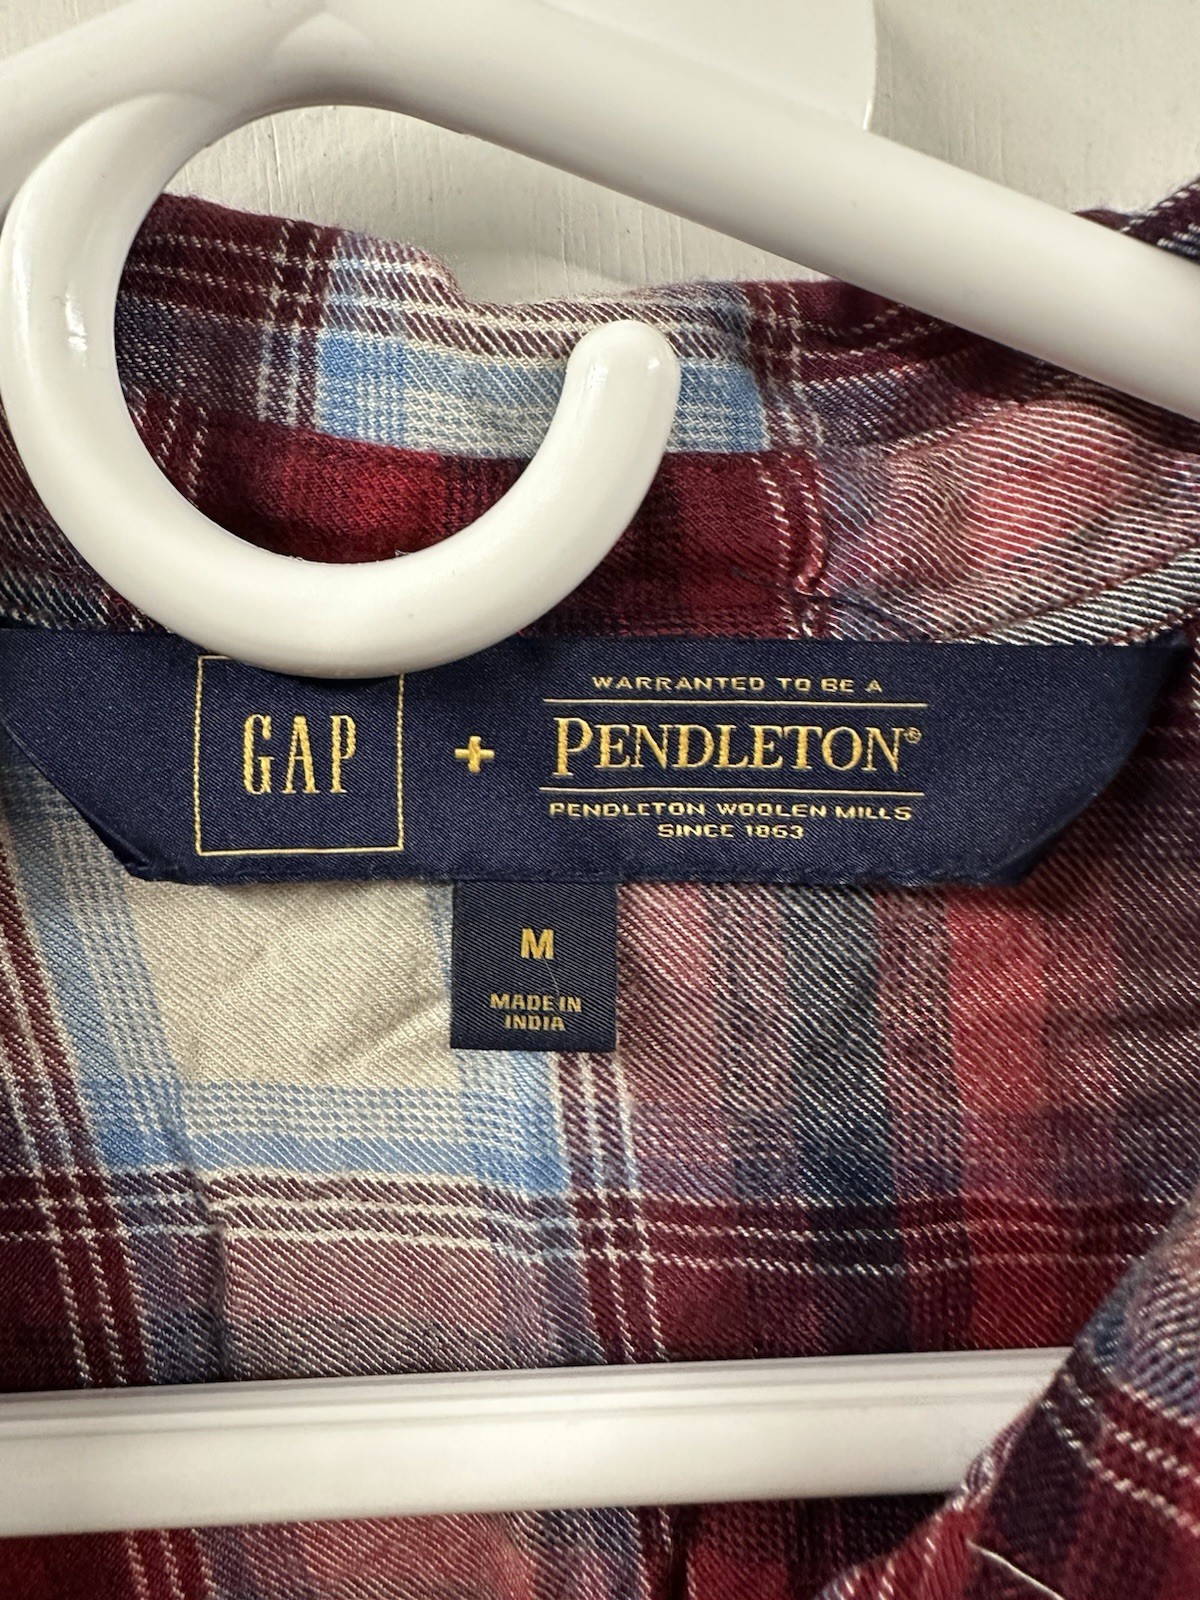 GAP
+
WARRANTED TO BE A
PENDLETON®
PENDLETON WOOLEN MILLS
SINCE 1863
M
MADE IN
INDIA